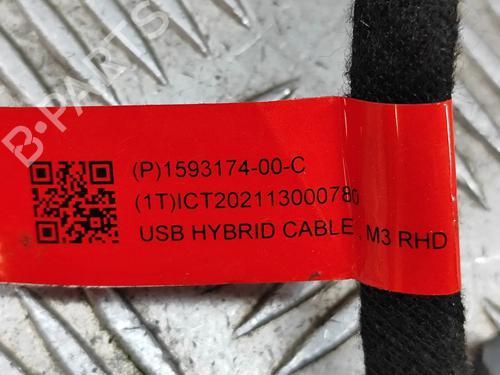 B-PARTS
(P)1593174-00-C
(1T)ICT202113000780
USB HYBRID CABLE, M3 RHD